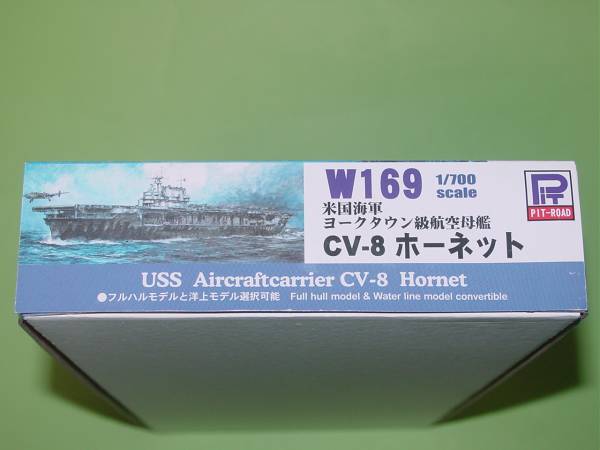 W169 1/700 scale
米国海軍
ヨークタウン級航空母艦
CV-8 ホーネット
PiT
PIT-ROAD
USS Aircraftcarrier CV-8 Hornet
●フルハルモデルと洋上モデル選択可能 Full hull model & Water line model convertible